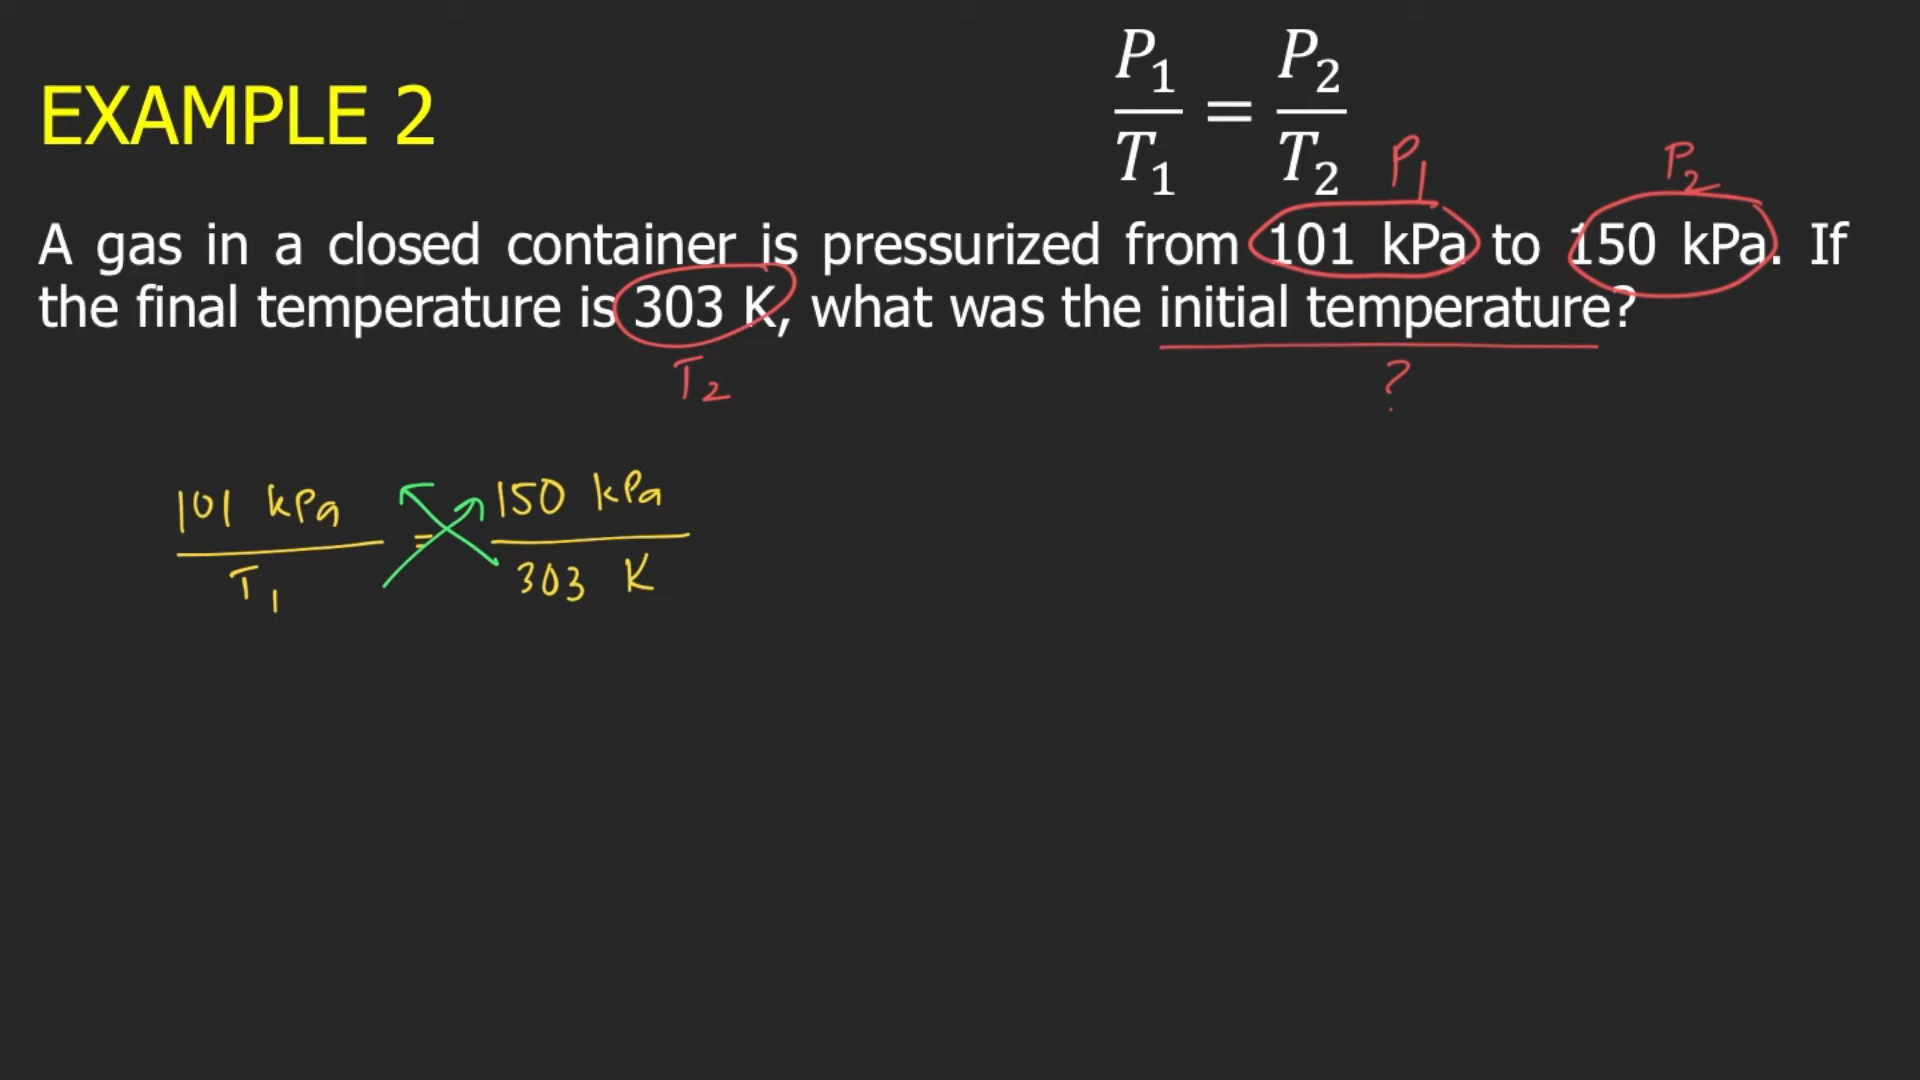 EXAMPLE 2
P₁ = P₂
T₁ T₂
P₁ P₂
A gas in a closed container is pressurized from 101 kPa to 150 kPa. If
the final temperature is 303 K, what was the initial temperature?
T₂ ?
101 kPa = 150 kPa
T₁ 303 K